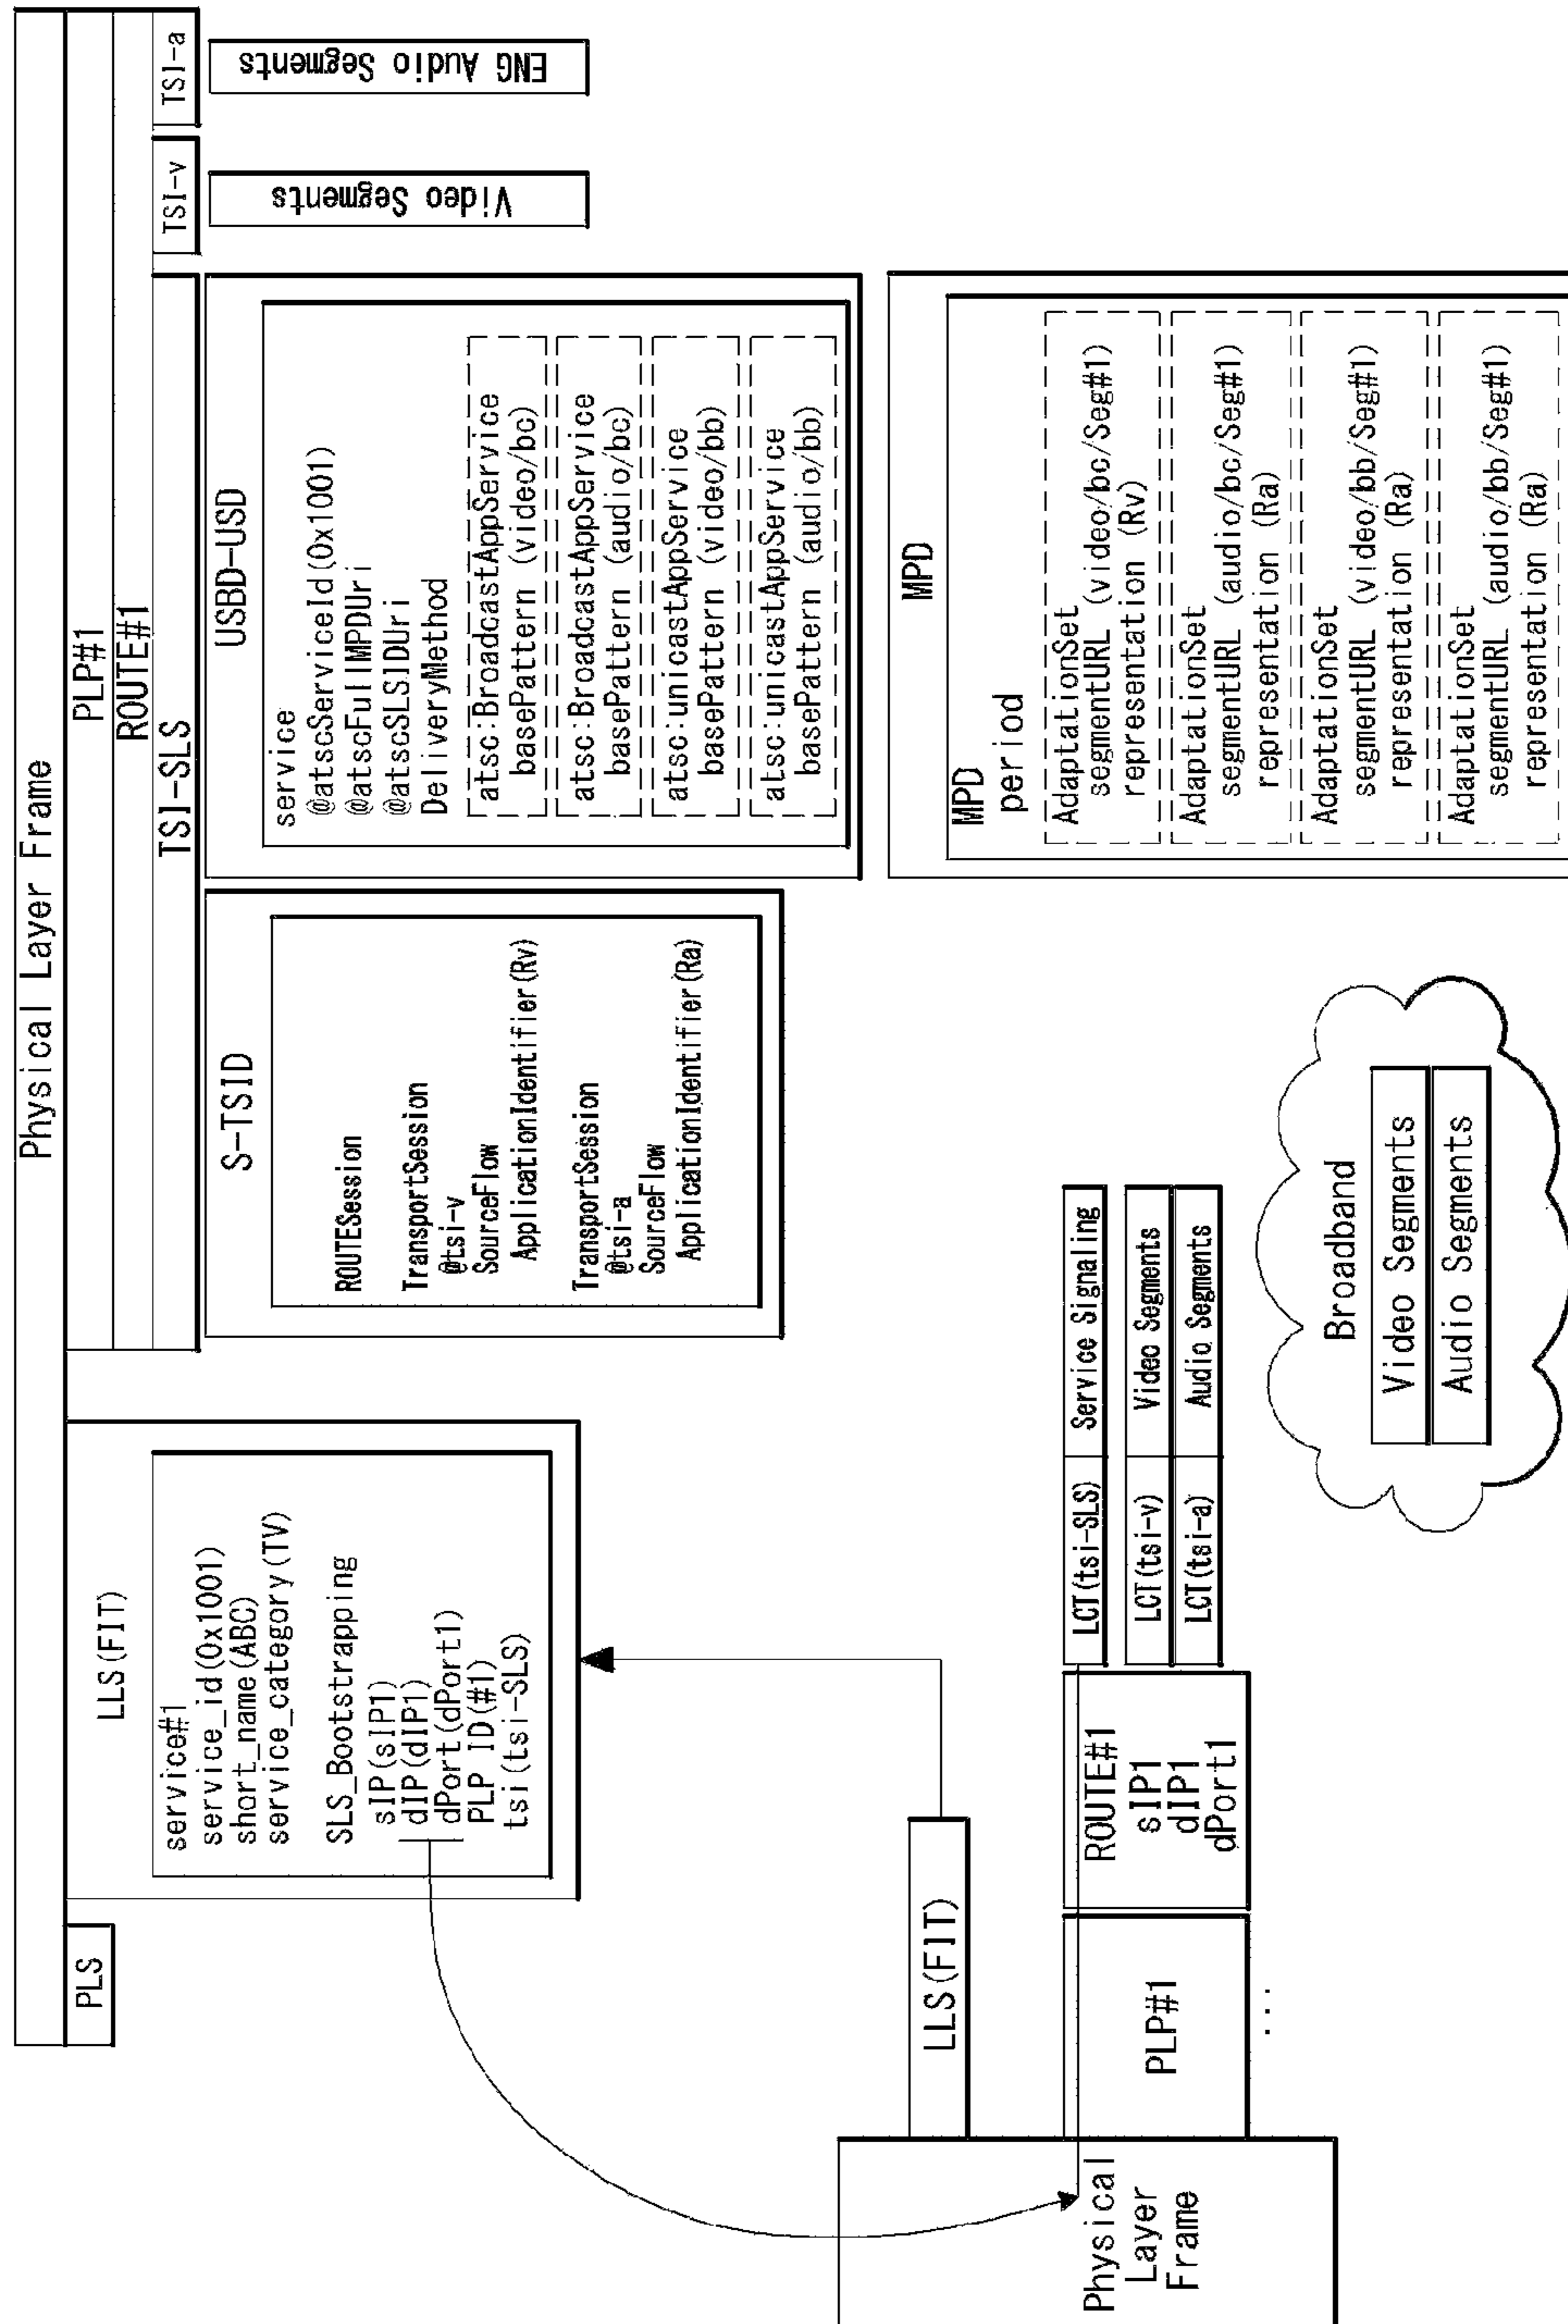 Physical Layer Frame
PLS
LLS(FIT)
service#1
service_id(0x1001)
short_name(ABC)
service_category(TV)
SLS_Bootstrapping
sIP(sIP1)
dIP(dIP1)
dPort(dPort1)
PLP ID(#1)
tsi(tsi-SLS)
PLP#1
ROUTE#1
TSI-SLS
TSI-v
TSI-a
S-TSID
ROUTESession
TransportSession
@tsi-v
SourceFlow
ApplicationIdentifier(Rv)
TransportSession
@tsi-a
SourceFlow
ApplicationIdentifier(Ra)
USBD-USD
service
@atscServiceId(0x1001)
@atscFullMPDUri
@atscSLSIDUri
DeliveryMethod
atsc:BroadcastAppService
basePattern (video/bc)
atsc:BroadcastAppService
basePattern (audio/bc)
atsc:unicastAppService
basePattern (video/bb)
atsc:unicastAppService
basePattern (audio/bb)
Video Segments
ENG Audio Segments
MPD
MPD
period
AdaptationSet
segmentURL (video/bc/Seg#1)
representation (Rv)
AdaptationSet
segmentURL (audio/bc/Seg#1)
representation (Ra)
AdaptationSet
segmentURL (video/bb/Seg#1)
representation (Ra)
AdaptationSet
segmentURL (audio/bb/Seg#1)
representation (Ra)
Physical
Layer
Frame
LLS(FIT)
PLP#1
...
ROUTE#1
sIP1
dIP1
dPort1
LCT(tsi-SLS) Service Signaling
LCT(tsi-v) Video Segments
LCT(tsi-a) Audio Segments
Broadband
Video Segments
Audio Segments